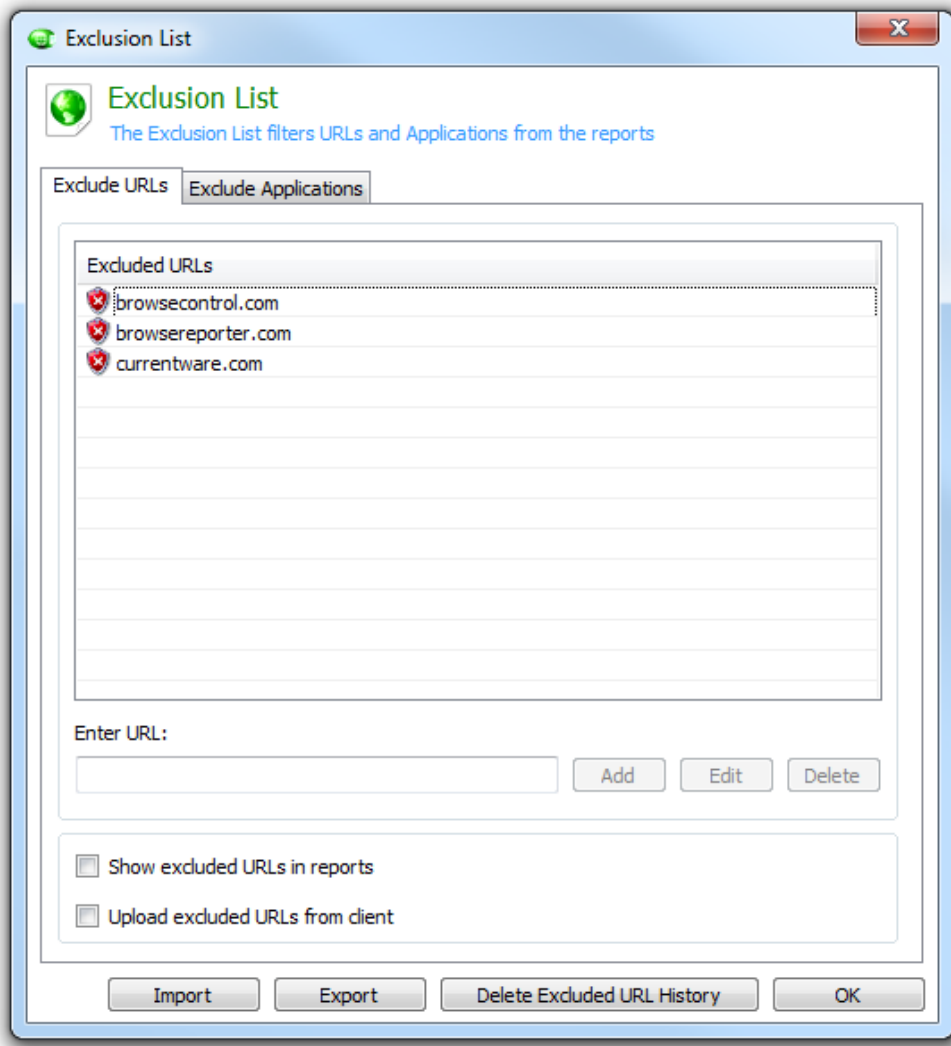 Exclusion List
Exclusion List
The Exclusion List filters URLs and Applications from the reports
Exclude URLs Exclude Applications
Excluded URLs
browsecontrol.com
browsereporter.com
currentware.com
Enter URL:
Add Edit Delete
Show excluded URLs in reports
Upload excluded URLs from client
Import Export Delete Excluded URL History OK